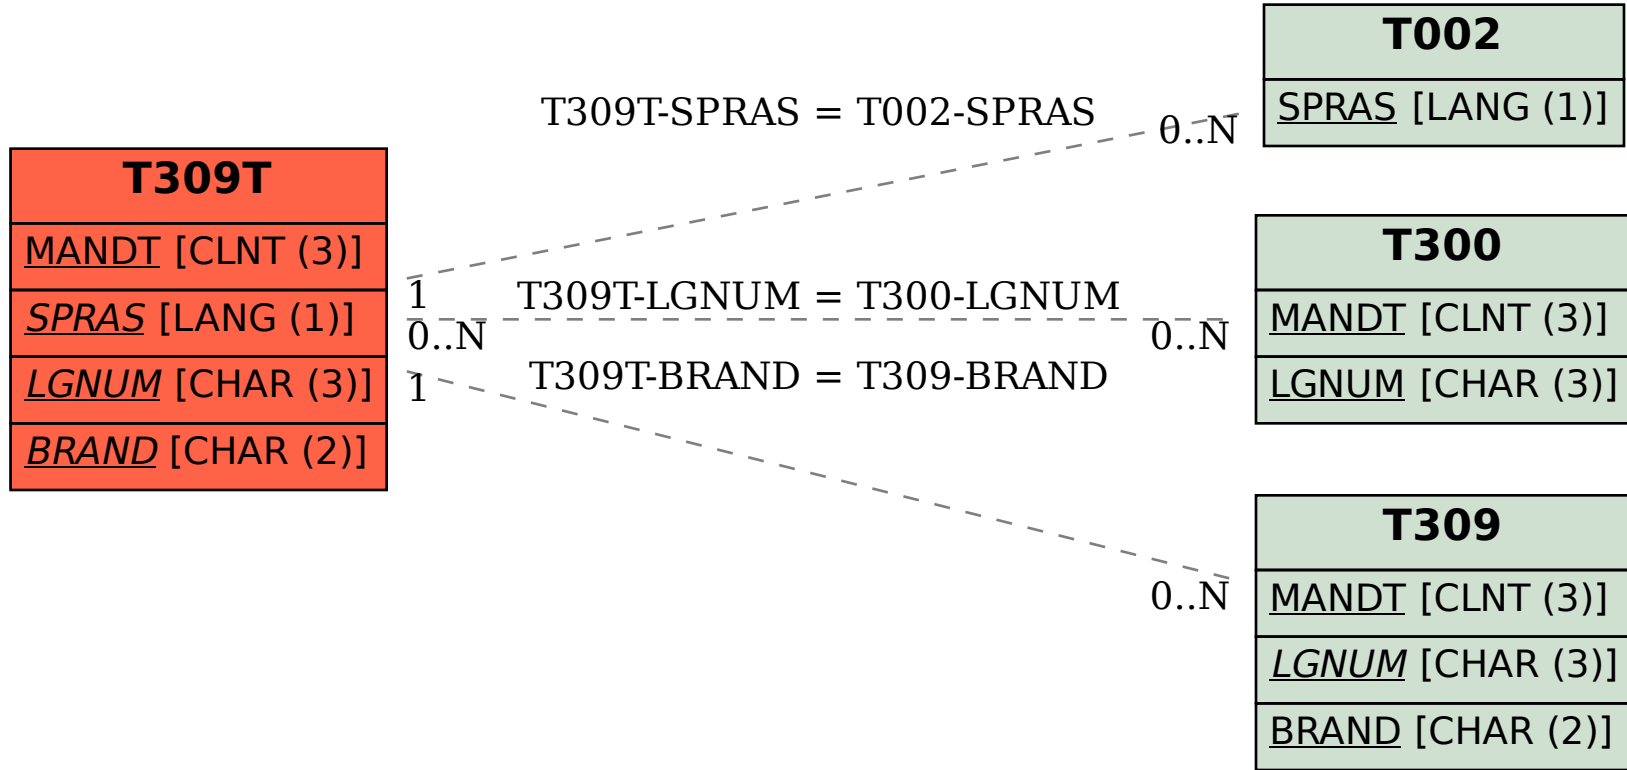 T309T
MANDT [CLNT (3)]
SPRAS [LANG (1)]
LGNUM [CHAR (3)]
BRAND [CHAR (2)]
T309T-SPRAS = T002-SPRAS
0..N
1
T309T-LGNUM = T300-LGNUM
0..N
0..N
T309T-BRAND = T309-BRAND
1
0..N
T002
SPRAS [LANG (1)]
T300
MANDT [CLNT (3)]
LGNUM [CHAR (3)]
T309
MANDT [CLNT (3)]
LGNUM [CHAR (3)]
BRAND [CHAR (2)]